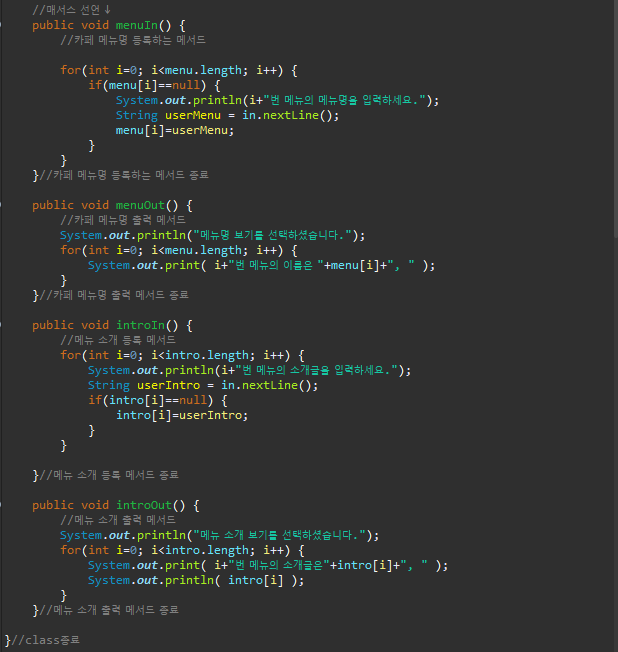 //매서스 선언 ↓
public void menuIn() {
//카페 메뉴명 등록하는 메서드
for(int i=0; i<menu.length; i++) {
if(menu[i]==null) {
System.out.println(i+"번 메뉴의 메뉴명을 입력하세요.");
String userMenu = in.nextLine();
menu[i]=userMenu;
}
}
}//카페 메뉴명 등록하는 메서드 종료
public void menuOut() {
//카페 메뉴명 출력 메서드
System.out.println("메뉴명 보기를 선택하셨습니다.");
for(int i=0; i<menu.length; i++) {
System.out.print( i+"번 메뉴의 이름은 "+menu[i]+", " );
}
}//카페 메뉴명 출력 메서드 종료
public void introIn() {
//메뉴 소개 등록 메서드
for(int i=0; i<intro.length; i++) {
System.out.println(i+"번 메뉴의 소개글을 입력하세요.");
String userIntro = in.nextLine();
if(intro[i]==null) {
intro[i]=userIntro;
}
}
}//메뉴 소개 등록 메서드 종료
public void introOut() {
//메뉴 소개 출력 메서드
System.out.println("메뉴 소개 보기를 선택하셨습니다.");
for(int i=0; i<intro.length; i++) {
System.out.print( i+"번 메뉴의 소개글은"+intro[i]+", " );
System.out.println( intro[i] );
}
}//메뉴 소개 출력 메서드 종료
}//class종료